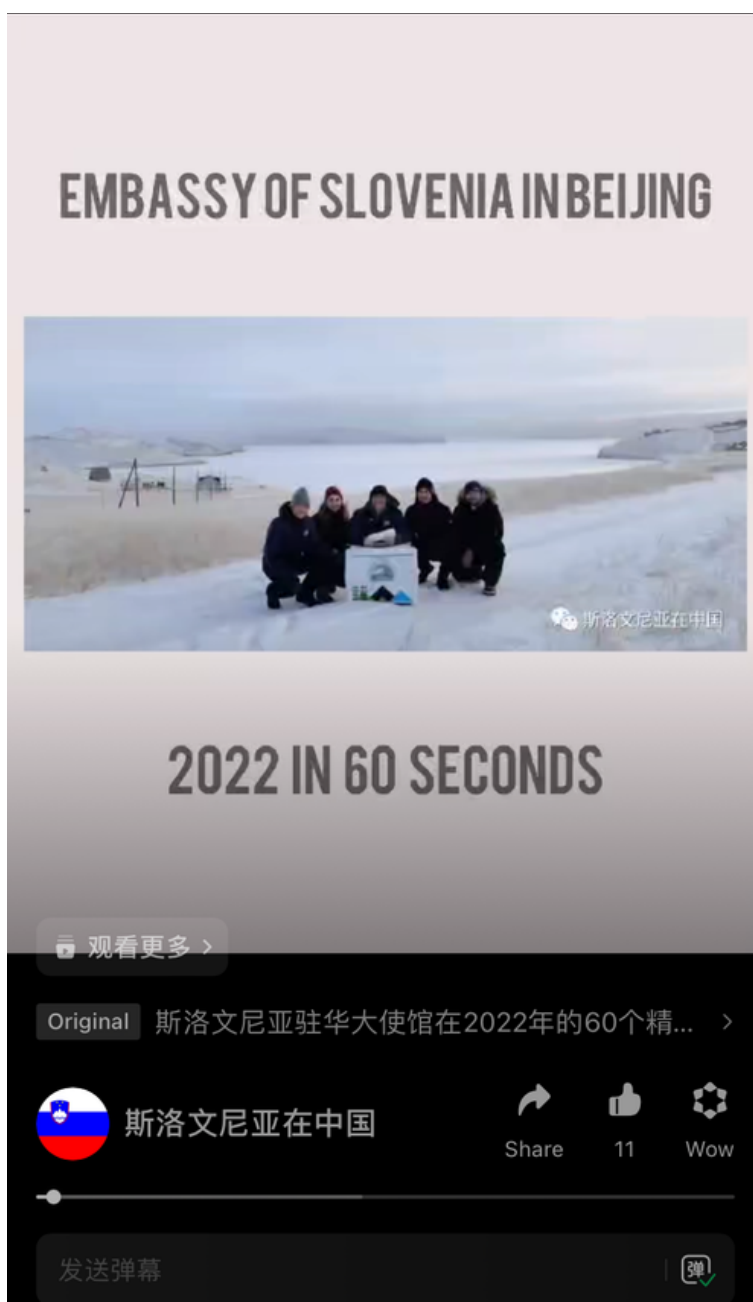 EMBASSY OF SLOVENIA IN BEIJING
斯洛文尼亚在中国
2022 IN 60 SECONDS
观看更多 >
Original 斯洛文尼亚驻华大使馆在2022年的60个精... >
斯洛文尼亚在中国
Share 11 Wow
发送弹幕 弹